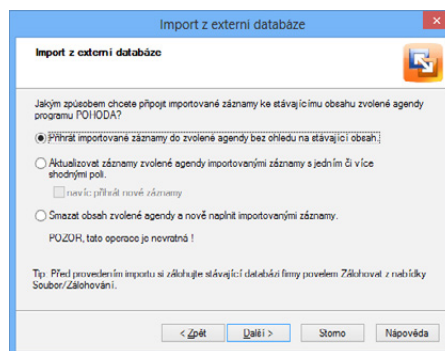 Import z externí databáze
Import z externí databáze
Jakým způsobem chcete připojit importované záznamy ke stávajícímu obsahu zvolené agendy
programu POHODA?
Přihrát importované záznamy do zvolené agendy bez ohledu na stávající obsah.
Aktualizovat záznamy zvolené agendy importovanými záznamy s jedním či více
shodnými poli.
navíc přihrát nové záznamy
Smazat obsah zvolené agendy a nově naplnit importovanými záznamy.
POZOR, tato operace je nevratná !
Tip: Před provedením importu si zálohujte stávající databázi firmy povelem Zálohovat z nabídky
Soubor/Zálohování.
< Zpět
Další >
Storno
Nápověda